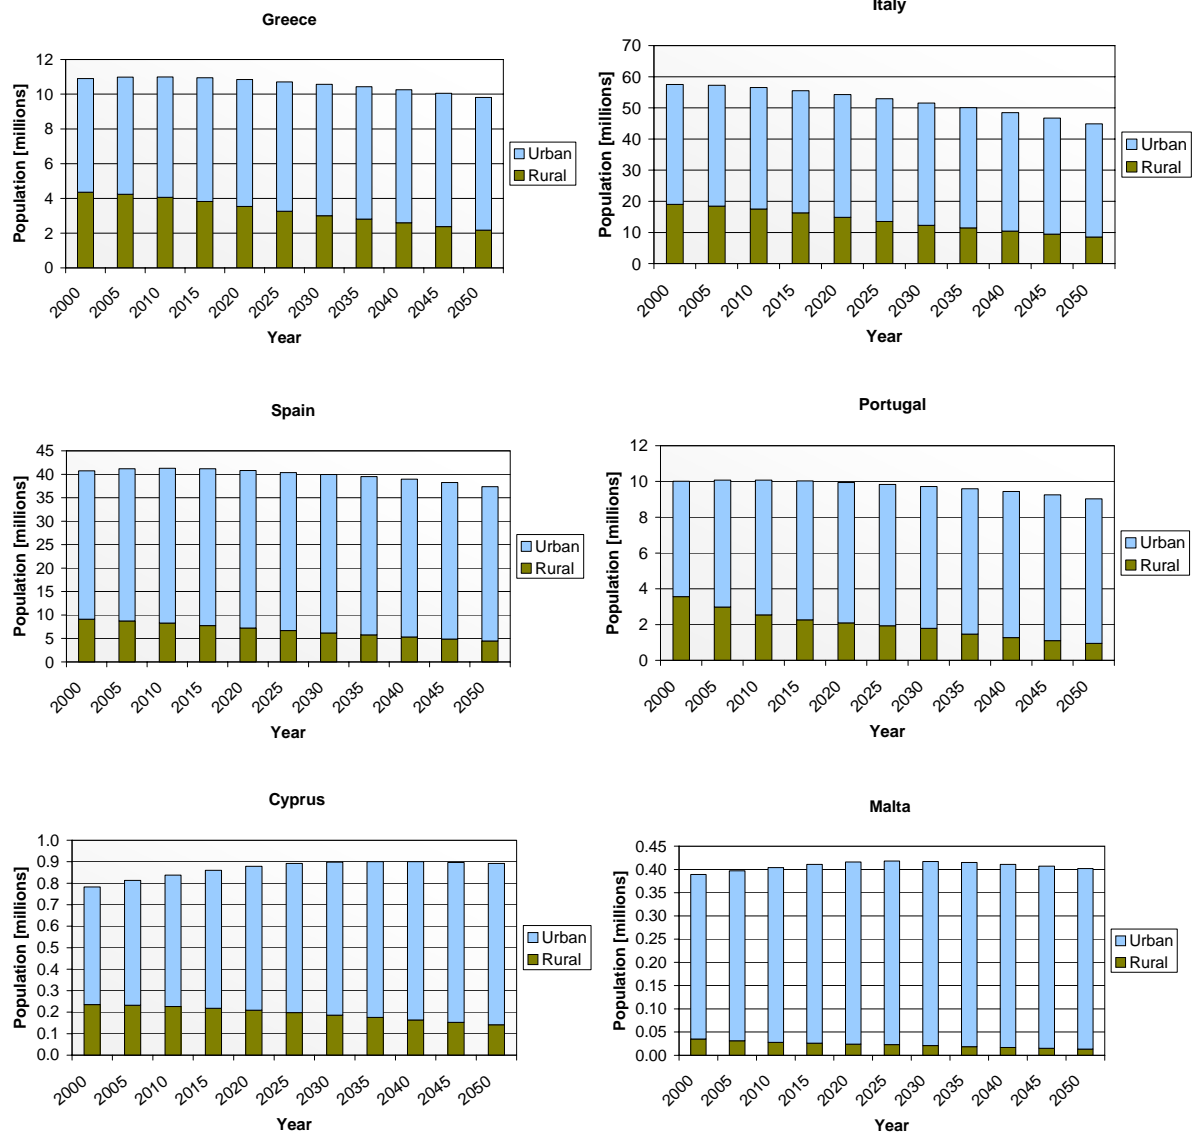 Greece
Population [millions]
12
10
8
6
4
2
0
2000 2005 2010 2015 2020 2025 2030 2035 2040 2045 2050
Year
Urban
Rural
Italy
Population [millions]
70
60
50
40
30
20
10
0
2000 2005 2010 2015 2020 2025 2030 2035 2040 2045 2050
Year
Urban
Rural
Spain
Population [millions]
45
40
35
30
25
20
15
10
5
0
2000 2005 2010 2015 2020 2025 2030 2035 2040 2045 2050
Year
Urban
Rural
Portugal
Population [millions]
12
10
8
6
4
2
0
2000 2005 2010 2015 2020 2025 2030 2035 2040 2045 2050
Year
Urban
Rural
Cyprus
Population [millions]
1.0
0.9
0.8
0.7
0.6
0.5
0.4
0.3
0.2
0.1
0.0
2000 2005 2010 2015 2020 2025 2030 2035 2040 2045 2050
Year
Urban
Rural
Malta
Population [millions]
0.45
0.40
0.35
0.30
0.25
0.20
0.15
0.10
0.05
0.00
2000 2005 2010 2015 2020 2025 2030 2035 2040 2045 2050
Year
Urban
Rural